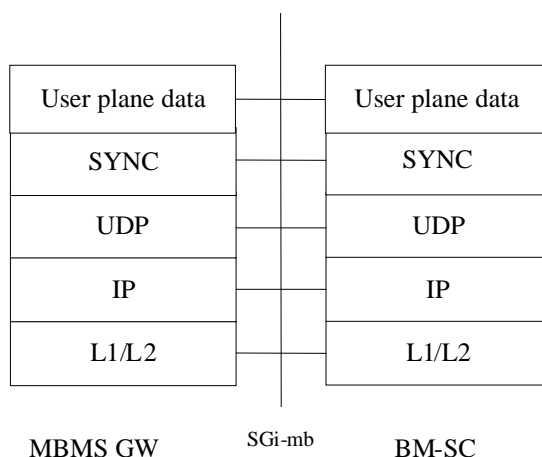 User plane data
User plane data
SYNC
SYNC
UDP
UDP
IP
IP
L1/L2
L1/L2
MBMS GW
SGi-mb
BM-SC